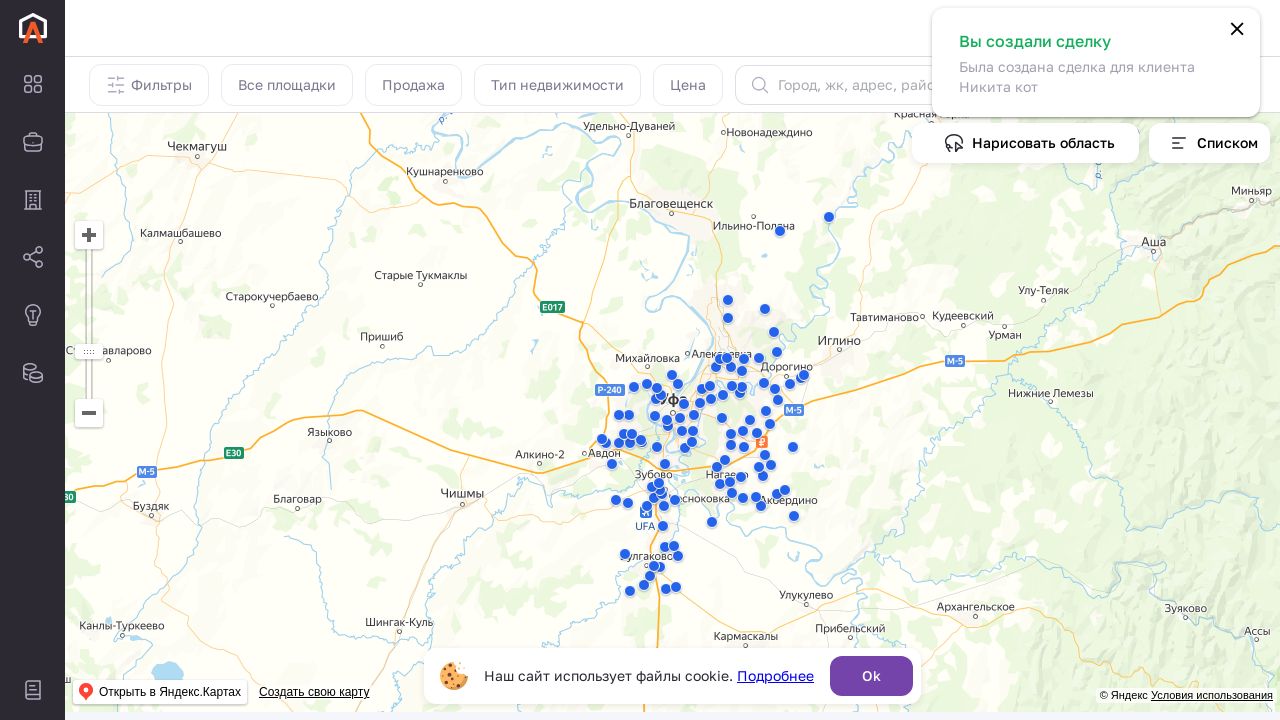 Вы создали сделку
Была создана сделка для клиента
Никита кот
Фильтры
Все площадки
Продажа
Тип недвижимости
Цена
Город, жк, адрес, райо
Нарисовать область
Списком
Удельно-Дуваней
Новонадеждино
Чекмагуш
Кушнаренково
Миньяр
Благовещенск
Ильино-Поляна
Калмашбашево
Аша
Старые Тукмаклы
Старокучербаево
E017
Улу-Теляк
Тавтиманово
Кудеевский
Урман
Пришиб
Иглино
Михайловка
Алексеевка
М-5
Дорогино
Р-240
Уфа
Нижние Лемезы
М-5
Языково
E30
Алкино-2
Авдон
М-5
Зубово
Нагаево
Буздяк
Благовар
Чишмы
Акбердино
UFA
Булгаково
Улукулево
Архангельское
Зуяково
Шингак-Куль
Канлы-Туркеево
Прибельский
Кармаскалы
Ассы
Наш сайт использует файлы cookie. Подробнее
Ok
Открыть в Яндекс.Картах
Создать свою карту
© Яндекс Условия использования